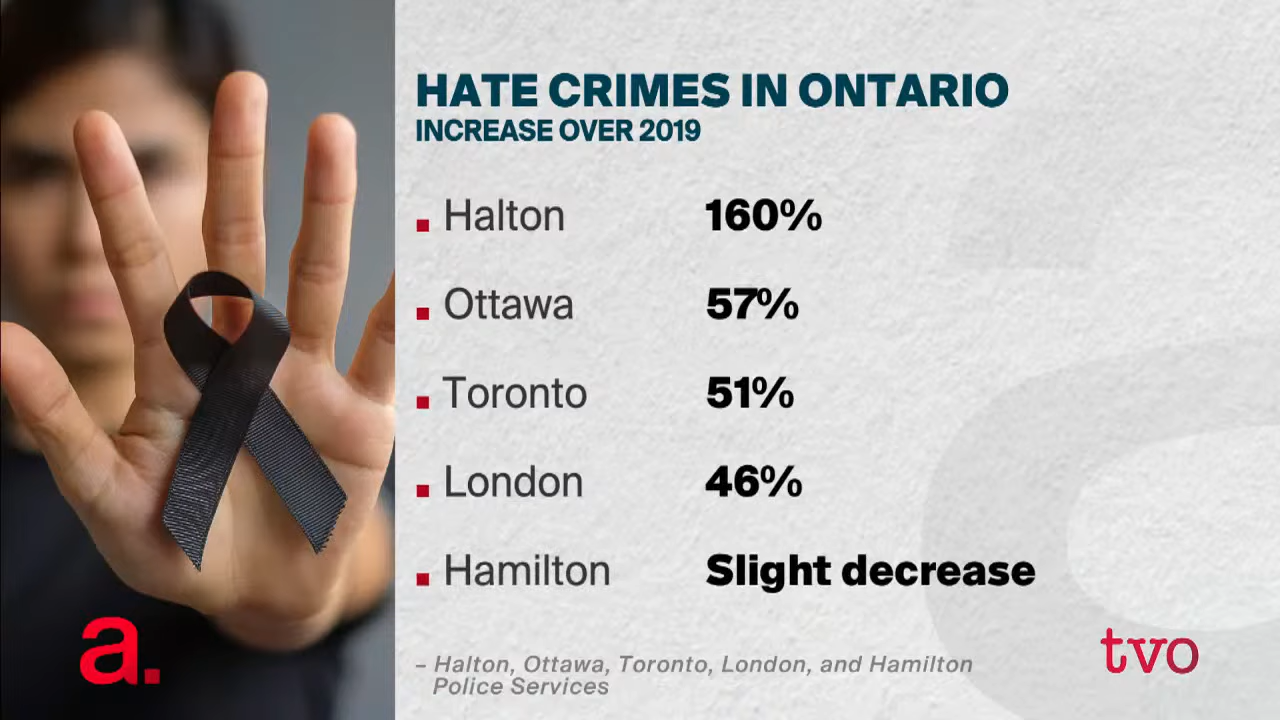 HATE CRIMES IN ONTARIO
INCREASE OVER 2019
Halton 160%
Ottawa 57%
Toronto 51%
London 46%
Hamilton Slight decrease
– Halton, Ottawa, Toronto, London, and Hamilton
Police Services
a.
tvo